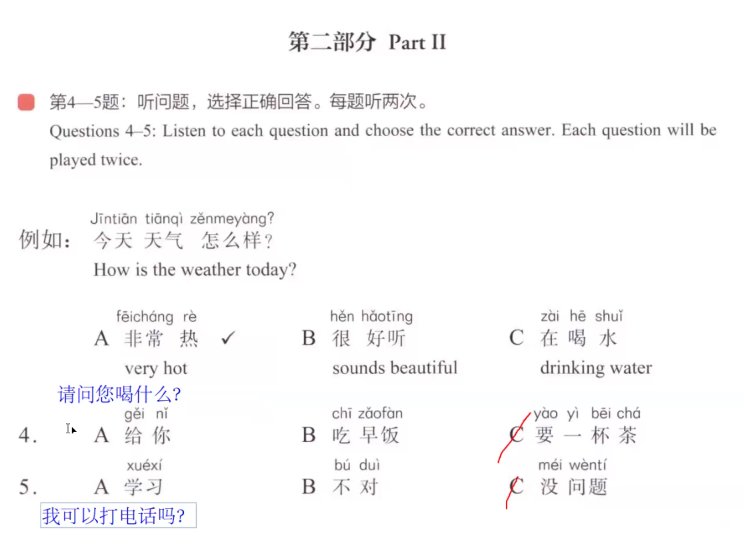 第二部分 Part II
第4—5题：听问题，选择正确回答。每题听两次。
Questions 4–5: Listen to each question and choose the correct answer. Each question will be
played twice.
Jīntiān tiānqì zěnmeyàng?
例如： 今天 天气 怎么样？
How is the weather today?
fēicháng rè hěn hǎotīng zài hē shuǐ
A 非常 热 ✓ B 很 好听 C 在 喝 水
very hot sounds beautiful drinking water
请问您喝什么?
gěi nǐ chī zǎofàn yào yì bēi chá
4. A 给 你 B 吃 早饭 C 要 一 杯 茶
xuéxí bú duì méi wèntí
5. A 学习 B 不 对 C 没 问题
我可以打电话吗?